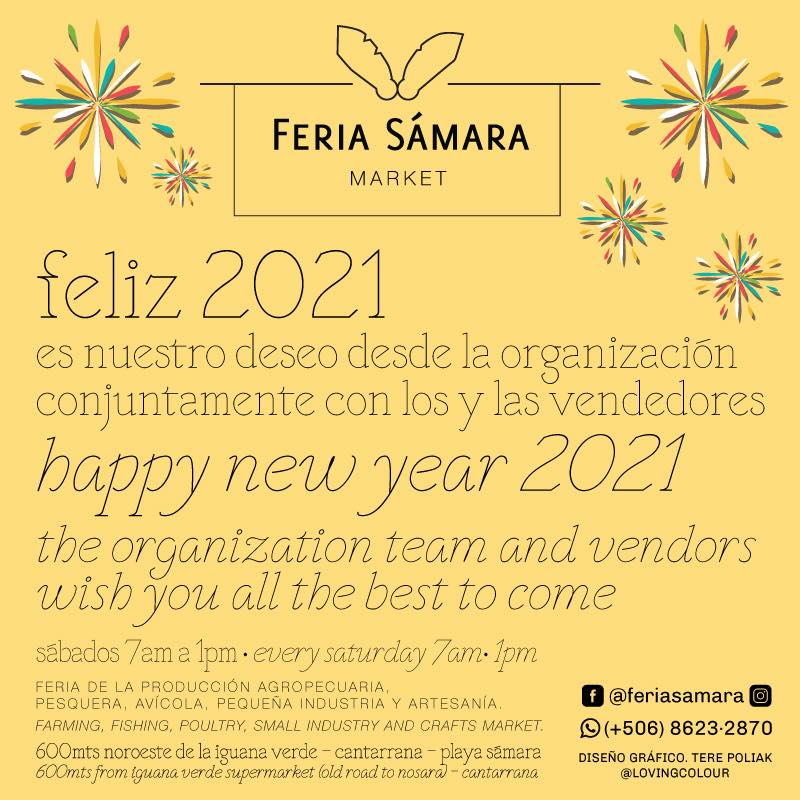 FERIA SÁMARA
MARKET
feliz 2021
es nuestro deseo desde la organización
conjuntamente con los y las vendedores
happy new year 2021
the organization team and vendors
wish you all the best to come
sábados 7am a 1pm · every saturday 7am· 1pm
FERIA DE LA PRODUCCIÓN AGROPECUARIA,
PESQUERA, AVÍCOLA, PEQUEÑA INDUSTRIA Y ARTESANÍA.
FARMING, FISHING, POULTRY, SMALL INDUSTRY AND CRAFTS MARKET.
600mts noroeste de la iguana verde – cantarrana – playa sámara
600mts from iguana verde supermarket (old road to nosara) – cantarrana
@feriasamara
(+506) 8623·2870
DISEÑO GRÁFICO. TERE POLIAK
@LOVINGCOLOUR